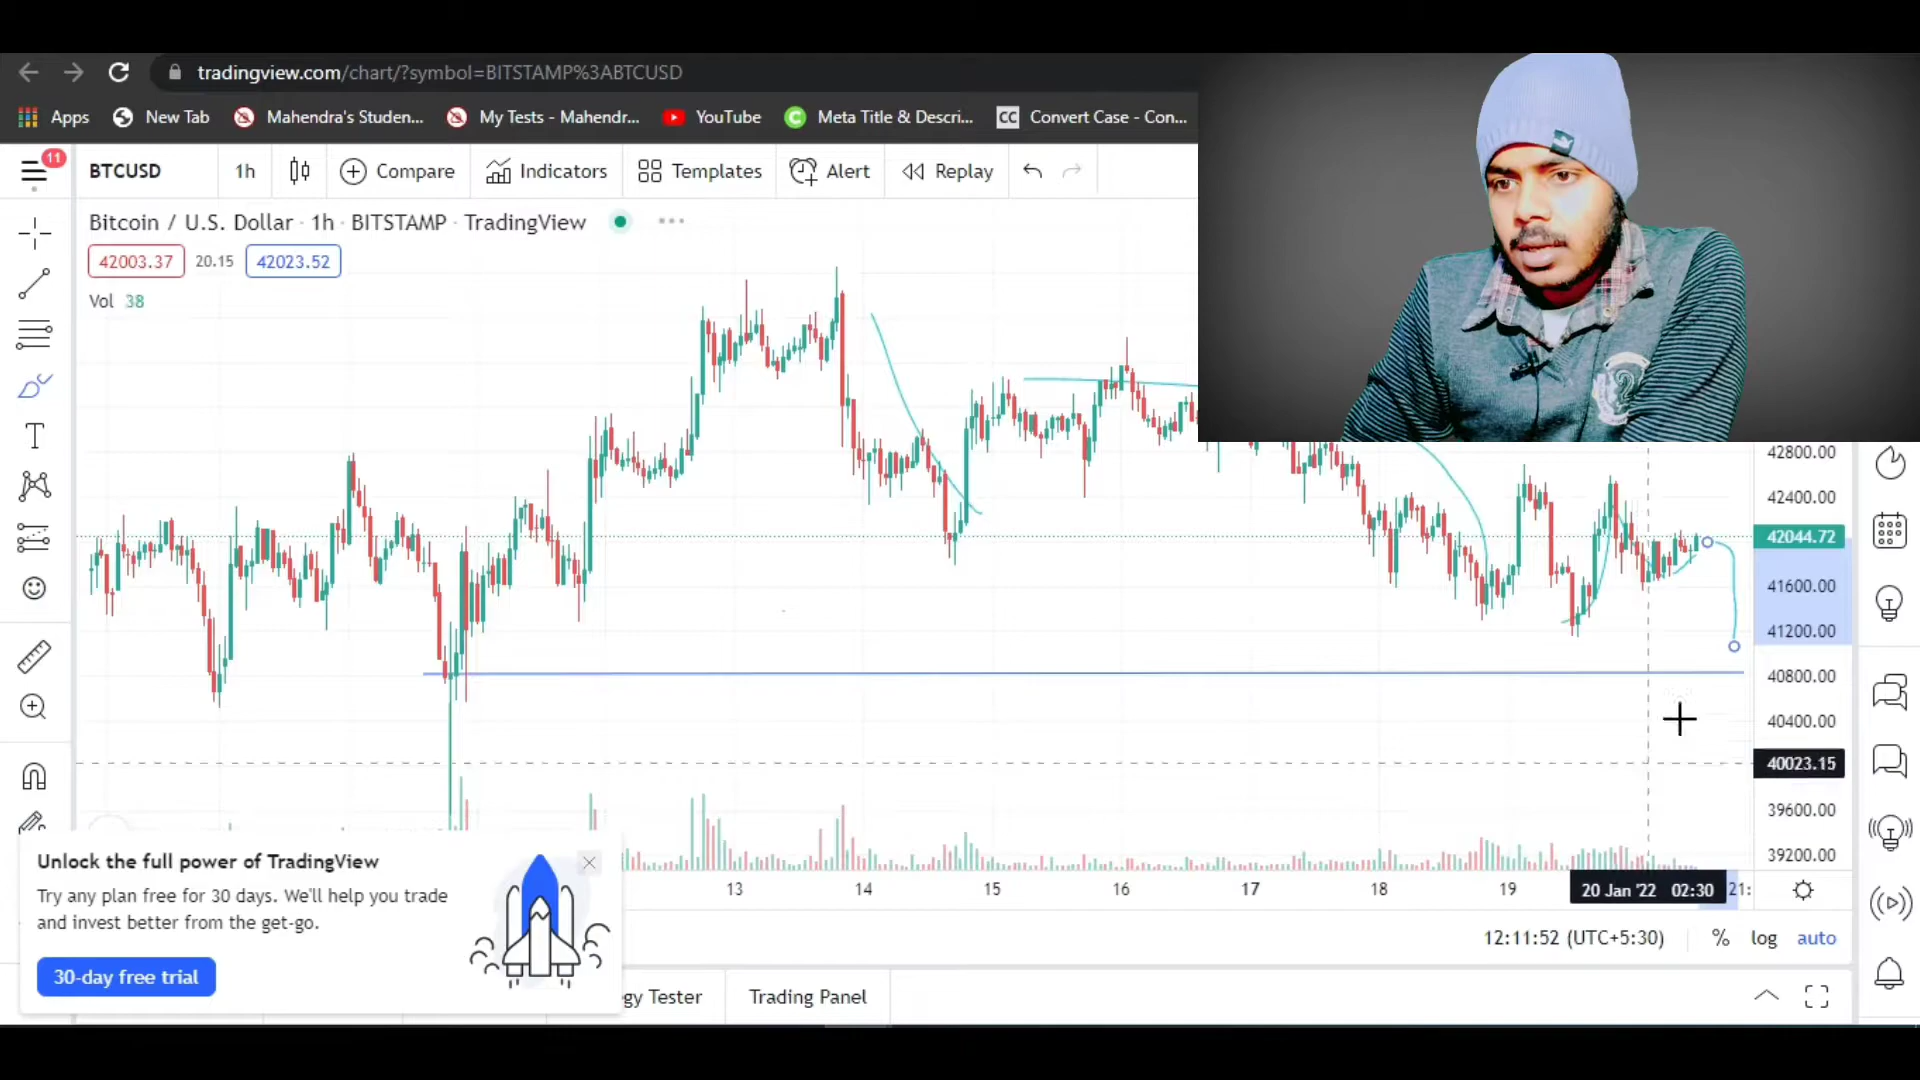 tradingview.com/chart/?symbol=BITSTAMP%3ABTCUSD
Apps New Tab Mahendra's Studen... My Tests - Mahendr... YouTube Meta Title & Descri... CC Convert Case - Con...
11
BTCUSD 1h Compare Indicators Templates Alert Replay
Bitcoin / U.S. Dollar · 1h · BITSTAMP · TradingView
42003.37 20.15 42023.52
Vol 38
T
42800.00
42400.00
42044.72
41600.00
41200.00
40800.00
40400.00
40023.15
39600.00
39200.00
13 14 15 16 17 18 19 20 Jan '22 02:30 21:
Unlock the full power of TradingView
Try any plan free for 30 days. We'll help you trade
and invest better from the get-go.
30-day free trial
12:11:52 (UTC+5:30) % log auto
gy Tester Trading Panel